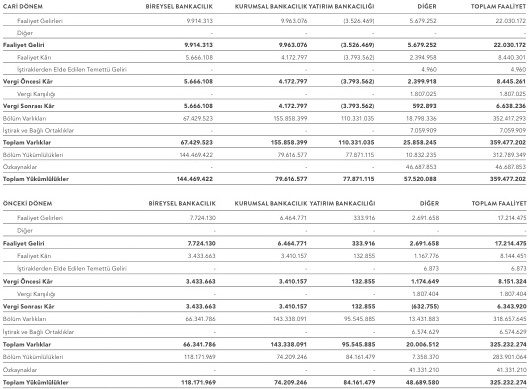 CARİ DÖNEM BİREYSEL BANKACILIK KURUMSAL BANKACILIK YATIRIM BANKACILIĞI DİĞER TOPLAM FAALİYET
Faaliyet Gelirleri 9.914.313 9.963.076 (3.526.469) 5.679.252 22.030.172
Diğer - - - - -
Faaliyet Geliri 9.914.313 9.963.076 (3.526.469) 5.679.252 22.030.172
Faaliyet Kârı 5.666.108 4.172.797 (3.793.562) 2.394.958 8.440.301
İştiraklerden Elde Edilen Temettü Geliri - - - 4.960 4.960
Vergi Öncesi Kâr 5.666.108 4.172.797 (3.793.562) 2.399.918 8.445.261
Vergi Karşılığı - - - 1.807.025 1.807.025
Vergi Sonrası Kâr 5.666.108 4.172.797 (3.793.562) 592.893 6.638.236
Bölüm Varlıkları 67.429.523 155.858.399 110.331.035 18.798.336 352.417.293
İştirak ve Bağlı Ortaklıklar - - - 7.059.909 7.059.909
Toplam Varlıklar 67.429.523 155.858.399 110.331.035 25.858.245 359.477.202
Bölüm Yükümlülükleri 144.469.422 79.616.577 77.871.115 10.832.235 312.789.349
Özkaynaklar - - - 46.687.853 46.687.853
Toplam Yükümlülükler 144.469.422 79.616.577 77.871.115 57.520.088 359.477.202
ÖNCEKİ DÖNEM BİREYSEL BANKACILIK KURUMSAL BANKACILIK YATIRIM BANKACILIĞI DİĞER TOPLAM FAALİYET
Faaliyet Gelirleri 7.724.130 6.464.771 333.916 2.691.658 17.214.475
Diğer - - - - -
Faaliyet Geliri 7.724.130 6.464.771 333.916 2.691.658 17.214.475
Faaliyet Kârı 3.433.663 3.410.157 132.855 1.167.776 8.144.451
İştiraklerden Elde Edilen Temettü Geliri - - - 6.873 6.873
Vergi Öncesi Kâr 3.433.663 3.410.157 132.855 1.174.649 8.151.324
Vergi Karşılığı - - - 1.807.404 1.807.404
Vergi Sonrası Kâr 3.433.663 3.410.157 132.855 (632.755) 6.343.920
Bölüm Varlıkları 66.341.786 143.338.091 95.545.885 13.431.883 318.657.645
İştirak ve Bağlı Ortaklıklar - - - 6.574.629 6.574.629
Toplam Varlıklar 66.341.786 143.338.091 95.545.885 20.006.512 325.232.274
Bölüm Yükümlülükleri 118.171.969 74.209.246 84.161.479 7.358.370 283.901.064
Özkaynaklar - - - 41.331.210 41.331.210
Toplam Yükümlülükler 118.171.969 74.209.246 84.161.479 48.689.580 325.232.274